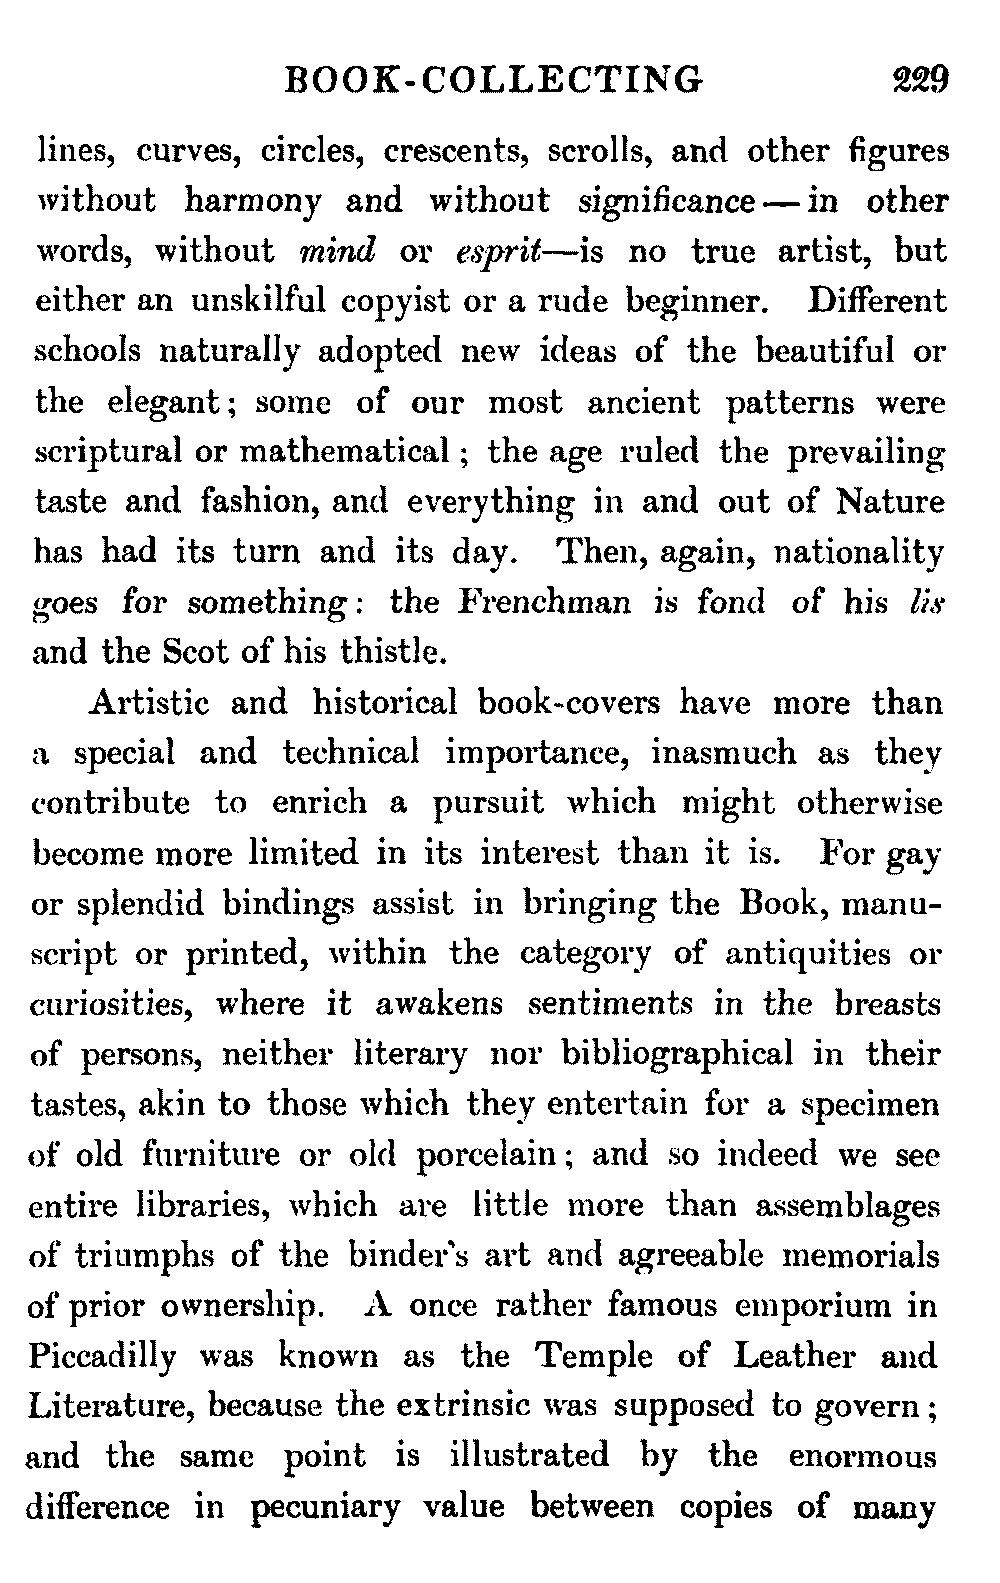 BOOK-COLLECTING 229
lines, curves, circles, crescents, scrolls, and other figures
without harmony and without significance — in other
words, without mind or esprit—is no true artist, but
either an unskilful copyist or a rude beginner. Different
schools naturally adopted new ideas of the beautiful or
the elegant; some of our most ancient patterns were
scriptural or mathematical; the age ruled the prevailing
taste and fashion, and everything in and out of Nature
has had its turn and its day. Then, again, nationality
goes for something: the Frenchman is fond of his lis
and the Scot of his thistle.
Artistic and historical book-covers have more than
a special and technical importance, inasmuch as they
contribute to enrich a pursuit which might otherwise
become more limited in its interest than it is. For gay
or splendid bindings assist in bringing the Book, manu-
script or printed, within the category of antiquities or
curiosities, where it awakens sentiments in the breasts
of persons, neither literary nor bibliographical in their
tastes, akin to those which they entertain for a specimen
of old furniture or old porcelain; and so indeed we see
entire libraries, which are little more than assemblages
of triumphs of the binder's art and agreeable memorials
of prior ownership. A once rather famous emporium in
Piccadilly was known as the Temple of Leather and
Literature, because the extrinsic was supposed to govern;
and the same point is illustrated by the enormous
difference in pecuniary value between copies of many